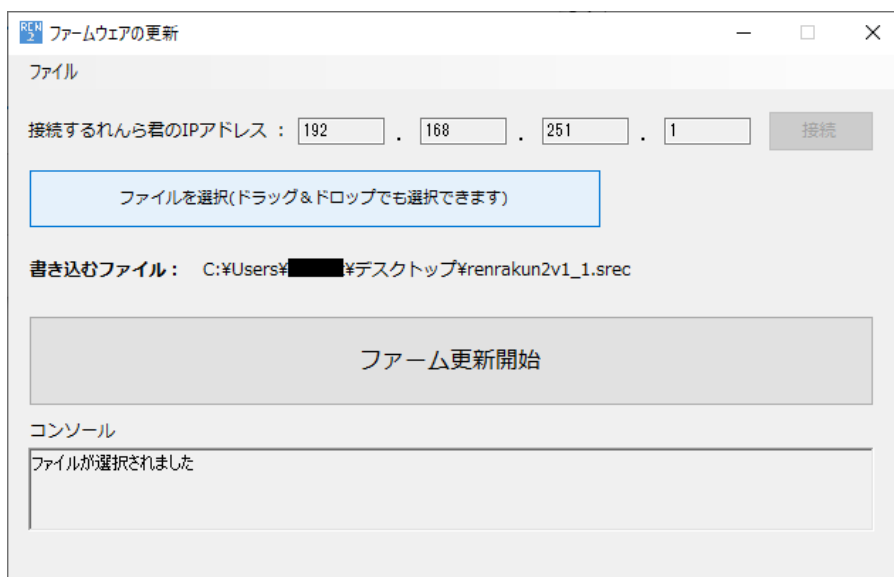 REN
2
ファームウェアの更新
ファイル
接続するれんら君のIPアドレス : 192 . 168 . 251 . 1 接続
ファイルを選択(ドラッグ&ドロップでも選択できます)
書き込むファイル: C:¥Users¥ ¥デスクトップ¥renrakun2v1_1.srec
ファーム更新開始
コンソール
ファイルが選択されました